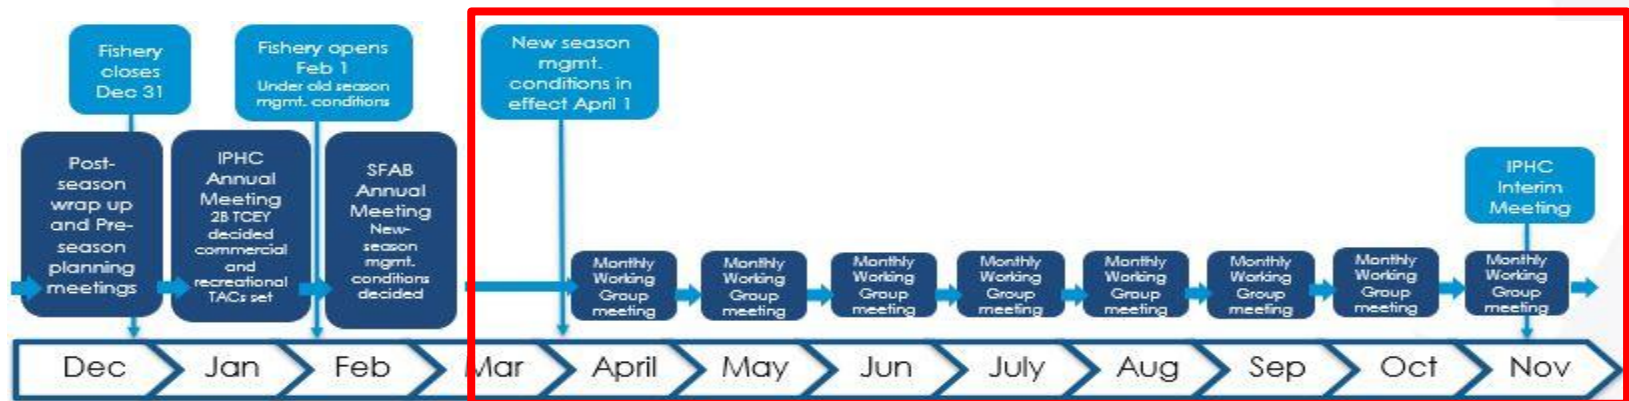 Fishery
closes
Dec 31
Fishery opens
Feb 1
Under old season
mgmt. conditions
New season
mgmt.
conditions in
effect April 1
Post-
season
wrap up
and Pre-
season
planning
meetings
IPHC
Annual
Meeting
2B TCEY
decided
commercial
and
recreational
TACs set
SFAB
Annual
Meeting
New-
season
mgmt.
conditions
decided
IPHC
Interim
Meeting
Monthly
Working
Group
meeting
Monthly
Working
Group
meeting
Monthly
Working
Group
meeting
Monthly
Working
Group
meeting
Monthly
Working
Group
meeting
Monthly
Working
Group
meeting
Monthly
Working
Group
meeting
Monthly
Working
Group
meeting
Dec Jan Feb Mar April May Jun July Aug Sep Oct Nov